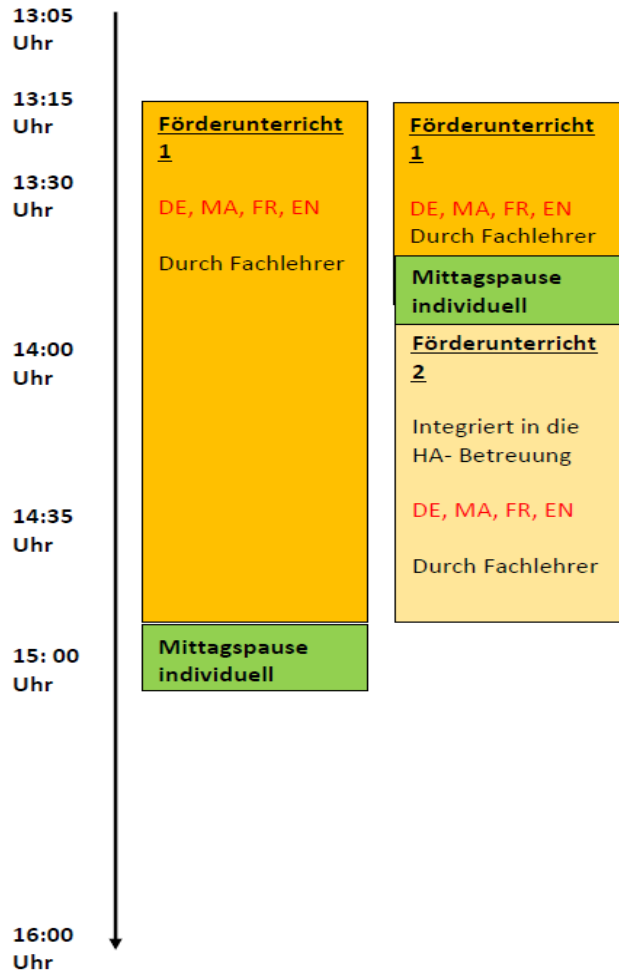 13:05
Uhr
13:15
Uhr
13:30
Uhr
14:00
Uhr
14:35
Uhr
15: 00
Uhr
16:00
Uhr
Förderunterricht
1
DE, MA, FR, EN
Durch Fachlehrer
Mittagspause
individuell
Förderunterricht
1
DE, MA, FR, EN
Durch Fachlehrer
Mittagspause
individuell
Förderunterricht
2
Integriert in die
HA- Betreuung
DE, MA, FR, EN
Durch Fachlehrer